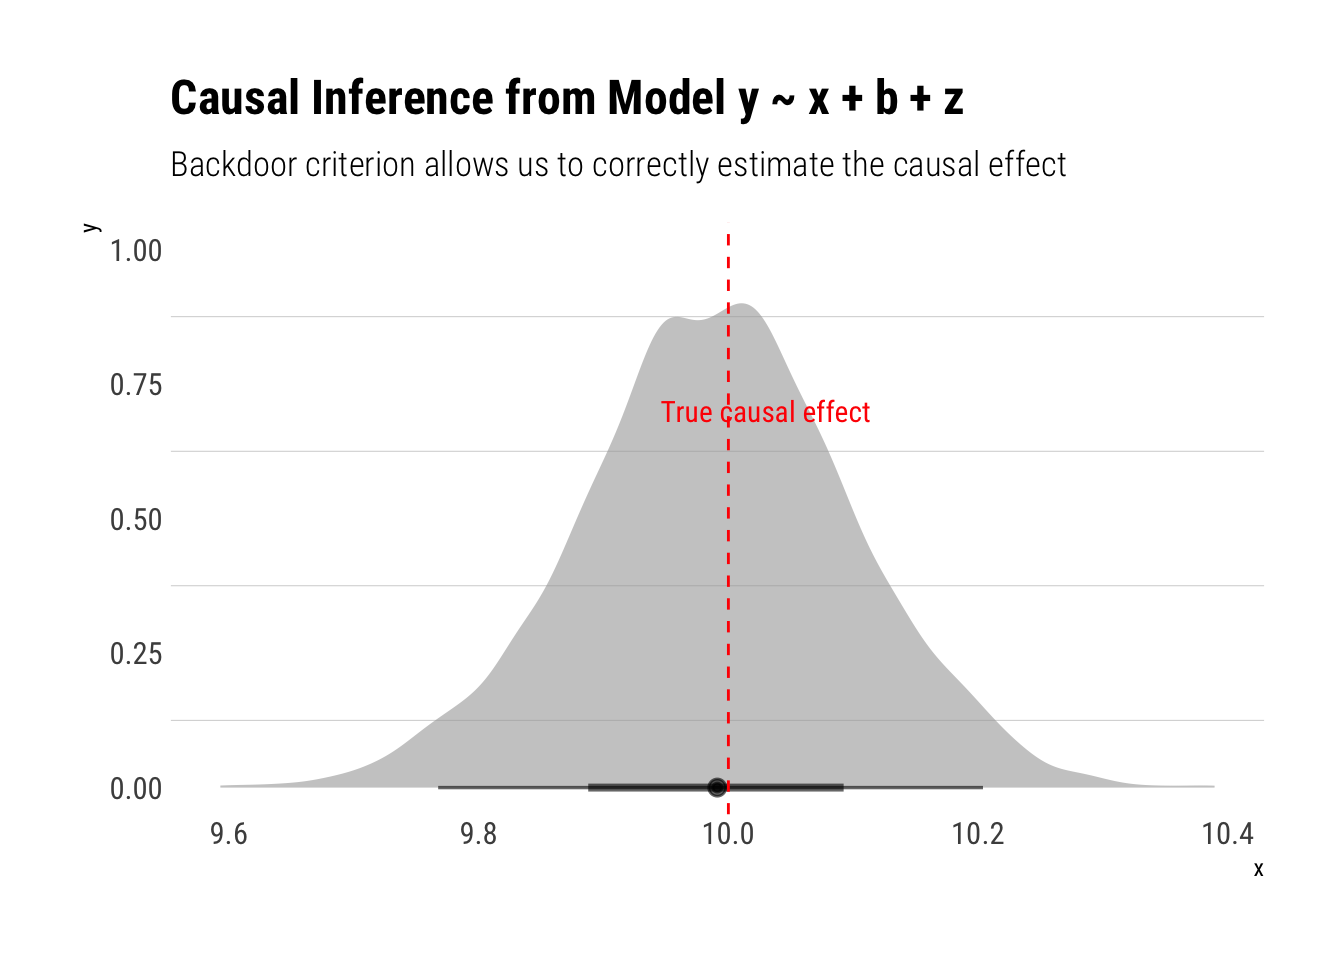 Causal Inference from Model y ~ x + b + z
Backdoor criterion allows us to correctly estimate the causal effect
y
1.00
0.75
True causal effect
0.50
0.25
0.00
9.6 9.8 10.0 10.2 10.4
x